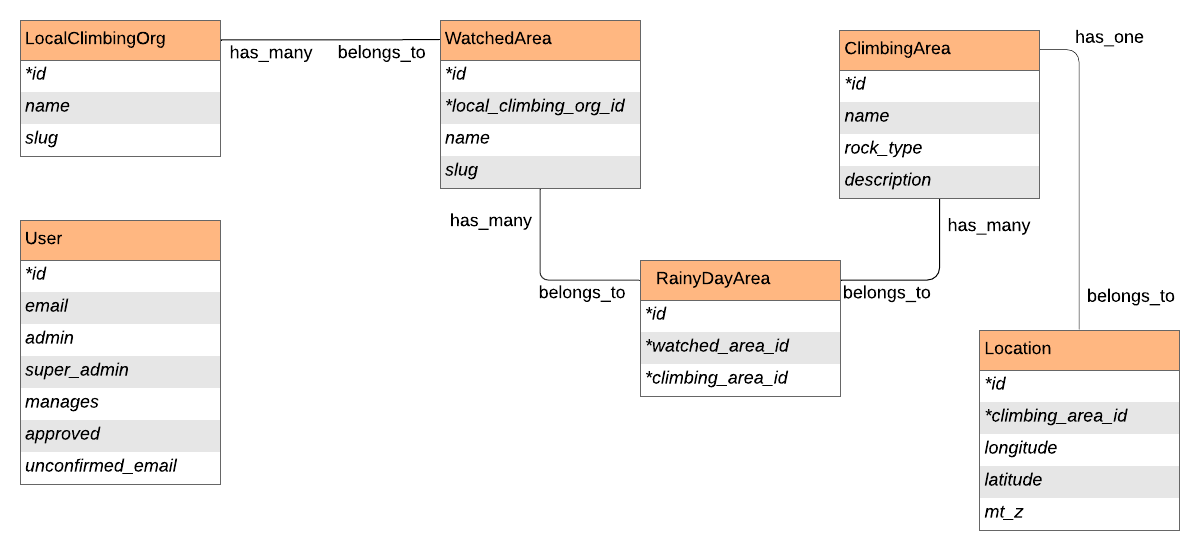 LocalClimbingOrg
*id
name
slug
has_many
belongs_to
WatchedArea
*id
*local_climbing_org_id
name
slug
has_many
belongs_to
ClimbingArea
*id
name
rock_type
description
has_one
has_many
belongs_to
belongs_to
User
*id
email
admin
super_admin
manages
approved
unconfirmed_email
RainyDayArea
*id
*watched_area_id
*climbing_area_id
Location
*id
*climbing_area_id
longitude
latitude
mt_z